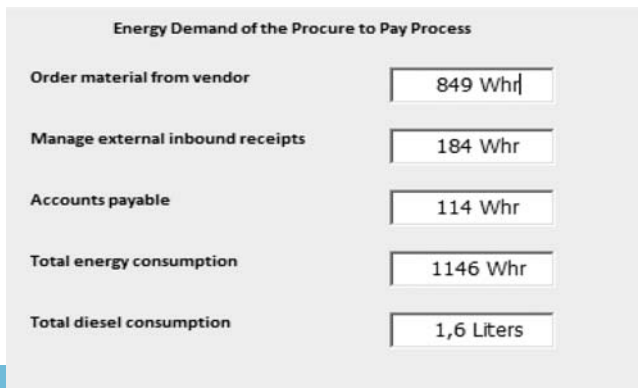 Energy Demand of the Procure to Pay Process
Order material from vendor
849 Whr
Manage external inbound receipts
184 Whr
Accounts payable
114 Whr
Total energy consumption
1146 Whr
Total diesel consumption
1,6 Liters